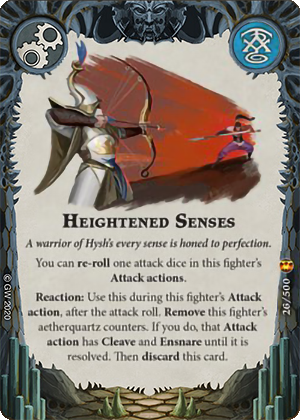 HEIGHTENED SENSES
A warrior of Hysh's every sense is honed to perfection.
You can re-roll one attack dice in this fighter's
Attack actions.
Reaction: Use this during this fighter's Attack
action, after the attack roll. Remove this fighter's
aetherquartz counters. If you do, that Attack
action has Cleave and Ensnare until it is
resolved. Then discard this card.
© GW 2020
26/500